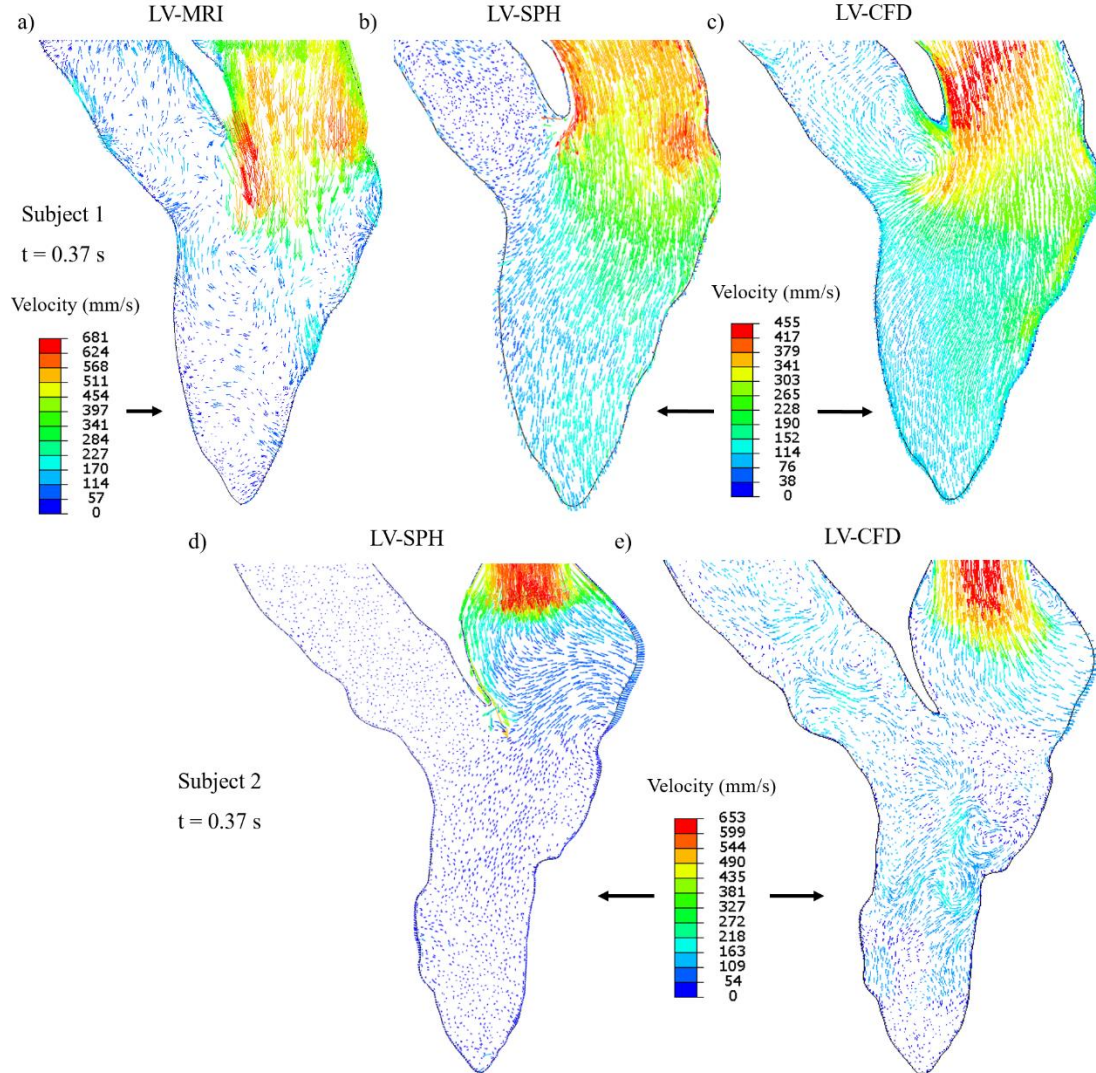 a)
LV-MRI
b)
LV-SPH
c)
LV-CFD
Subject 1
t = 0.37 s
Velocity (mm/s)
681
624
568
511
454
397
341
284
227
170
114
57
0
Velocity (mm/s)
455
417
379
341
303
265
228
190
152
114
76
38
0
d)
LV-SPH
e)
LV-CFD
Subject 2
t = 0.37 s
Velocity (mm/s)
653
599
544
490
435
381
327
272
218
163
109
54
0